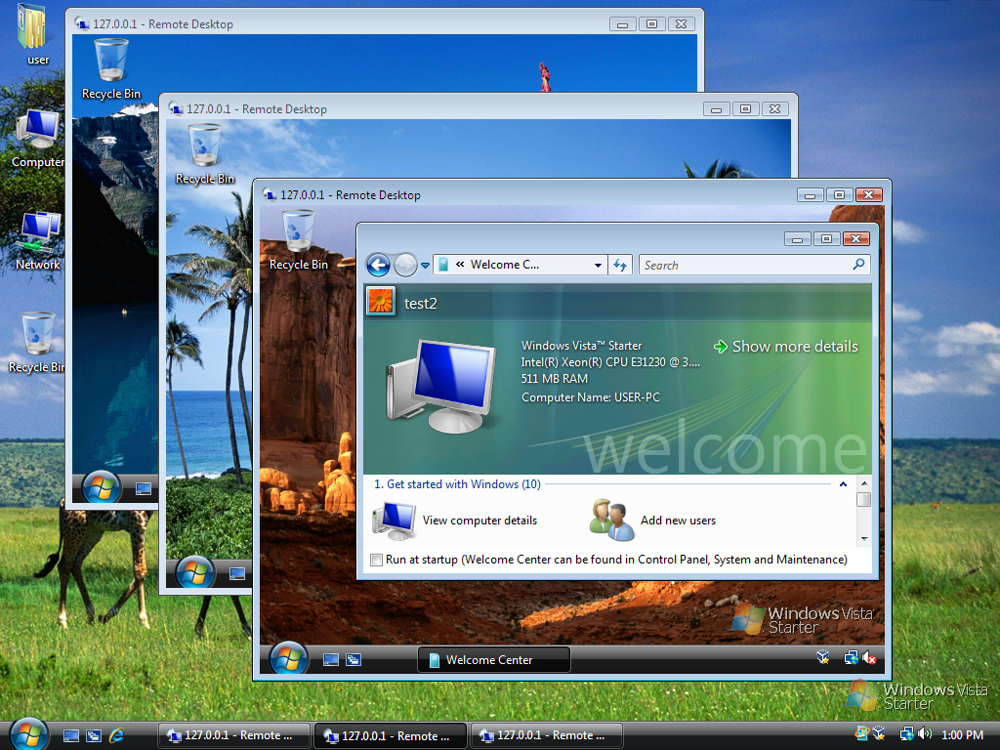 user
Computer
Network
Recycle Bin
127.0.0.1 - Remote Desktop
Recycle Bin
127.0.0.1 - Remote Desktop
Recycle Bin
127.0.0.1 - Remote Desktop
Recycle Bin
« Welcome C...
Search
test2
Windows Vista™ Starter
Intel(R) Xeon(R) CPU E31230 @ 3....
511 MB RAM
Computer Name: USER-PC
Show more details
welcome
1. Get started with Windows (10)
View computer details
Add new users
Run at startup (Welcome Center can be found in Control Panel, System and Maintenance)
Windows Vista
Starter
Welcome Center
Windows Vista
Starter
127.0.0.1 - Remote ...
127.0.0.1 - Remote ...
127.0.0.1 - Remote ...
1:00 PM